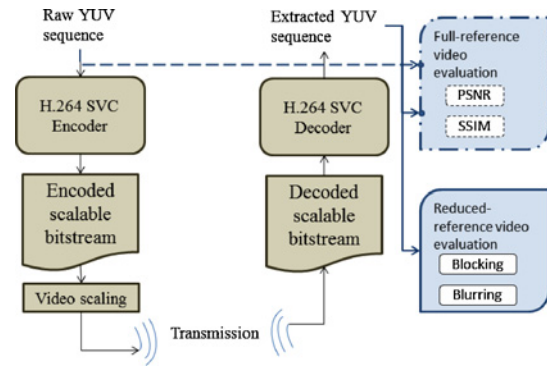 Raw YUV
sequence
H.264 SVC
Encoder
Encoded
scalable
bitstream
Video scaling
Transmission
Extracted YUV
sequence
H.264 SVC
Decoder
Decoded
scalable
bitstream
Full-reference
video
evaluation
PSNR
SSIM
Reduced-
reference video
evaluation
Blocking
Blurring